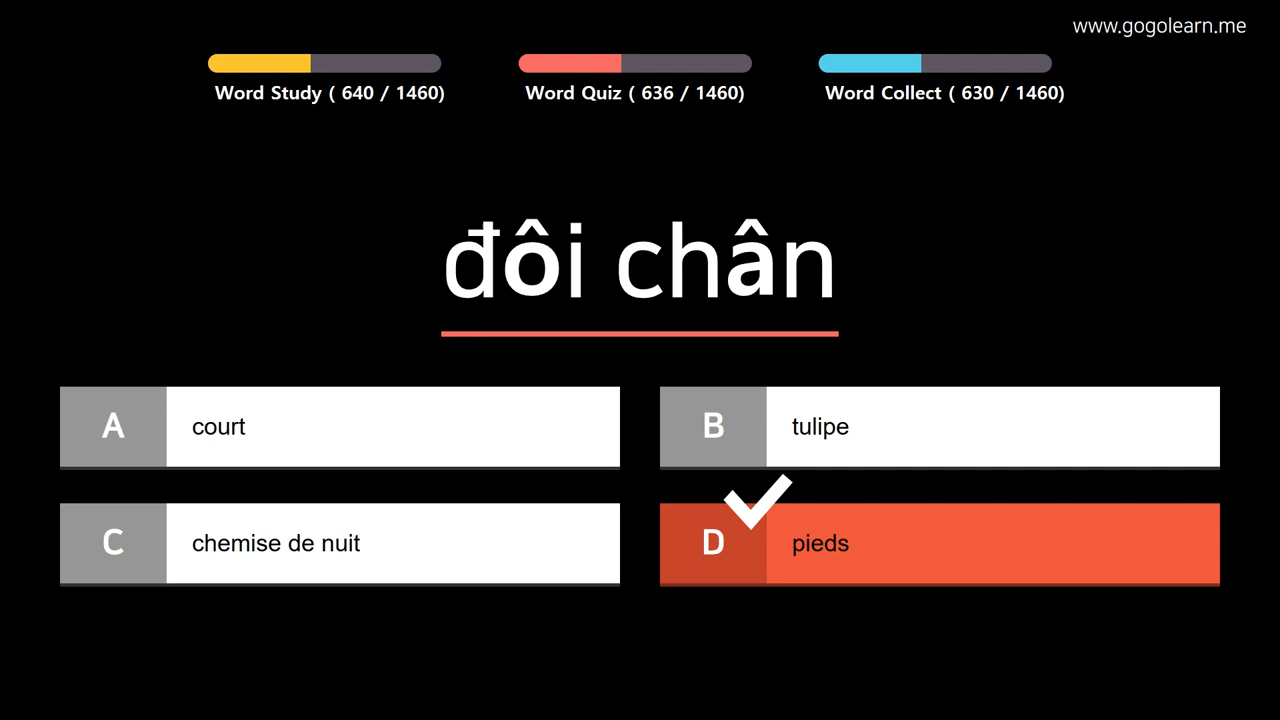 www.gogolearn.me
Word Study ( 640 / 1460)
Word Quiz ( 636 / 1460)
Word Collect ( 630 / 1460)
đôi chân
A court
B tulipe
C chemise de nuit
D pieds